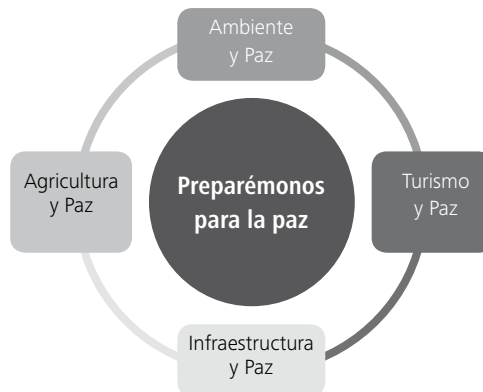 Ambiente
y Paz
Agricultura
y Paz
Preparémonos
para la paz
Turismo
y Paz
Infraestructura
y Paz